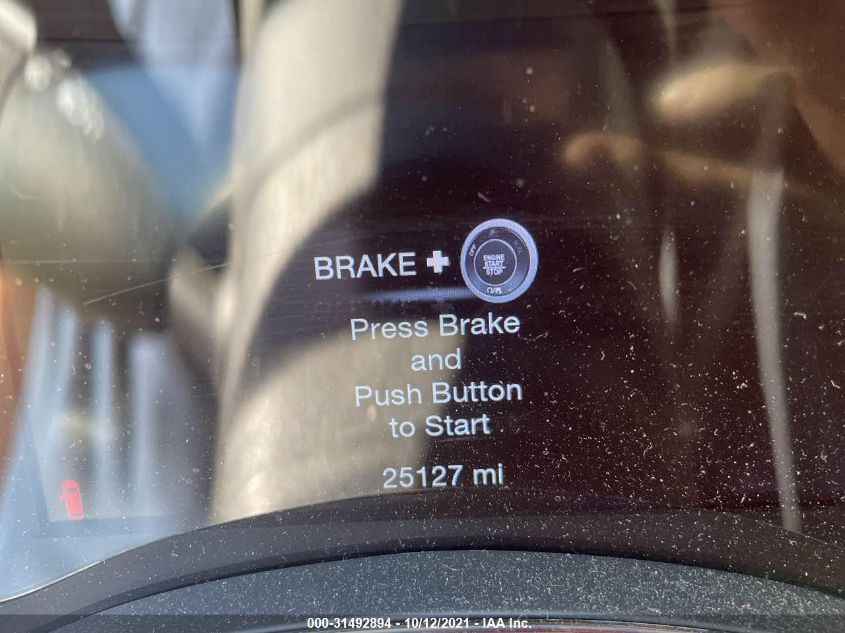 BRAKE +
OFF
ENGINE
START
STOP
Press Brake
and
Push Button
to Start
25127 mi
000-31492894 - 10/12/2021 - IAA Inc.